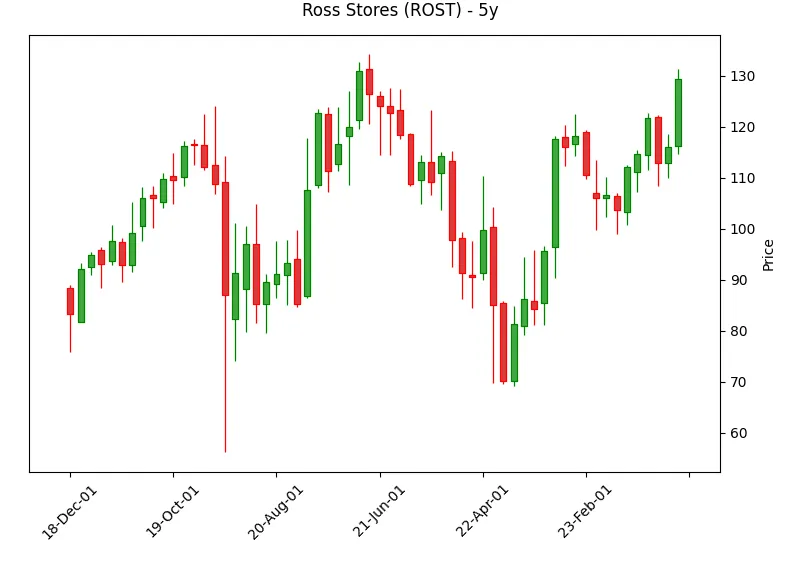 Ross Stores (ROST) - 5y
130
120
110
100
90
80
70
60
Price
18-Dec-01
19-Oct-01
20-Aug-01
21-Jun-01
22-Apr-01
23-Feb-01